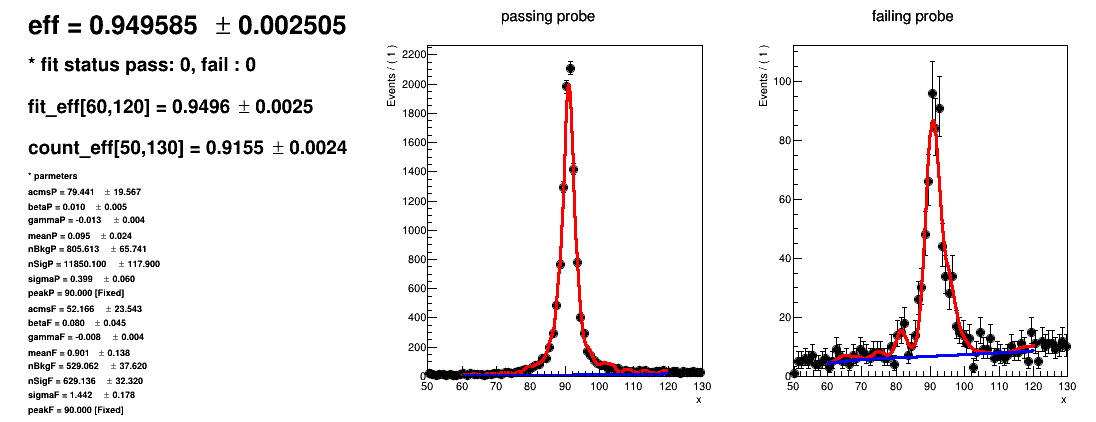 eff = 0.949585 ± 0.002505
* fit status pass: 0, fail : 0
fit_eff[60,120] = 0.9496 ± 0.0025
count_eff[50,130] = 0.9155 ± 0.0024
* parmeters
acmsP = 79.441 ± 19.567
betaP = 0.010 ± 0.005
gammaP = -0.013 ± 0.004
meanP = 0.095 ± 0.024
nBkgP = 805.613 ± 65.741
nSigP = 11850.100 ± 117.900
sigmaP = 0.399 ± 0.060
peakP = 90.000 [Fixed]
acmsF = 52.166 ± 23.543
betaF = 0.080 ± 0.045
gammaF = -0.008 ± 0.004
meanF = 0.901 ± 0.138
nBkgF = 529.062 ± 37.620
nSigF = 629.136 ± 32.320
sigmaF = 1.442 ± 0.178
peakF = 90.000 [Fixed]
passing probe
Events / ( 1 )
2200
2000
1800
1600
1400
1200
1000
800
600
400
200
0
50 60 70 80 90 100 110 120 130
x
failing probe
Events / ( 1 )
100
80
60
40
20
0
50 60 70 80 90 100 110 120 130
x